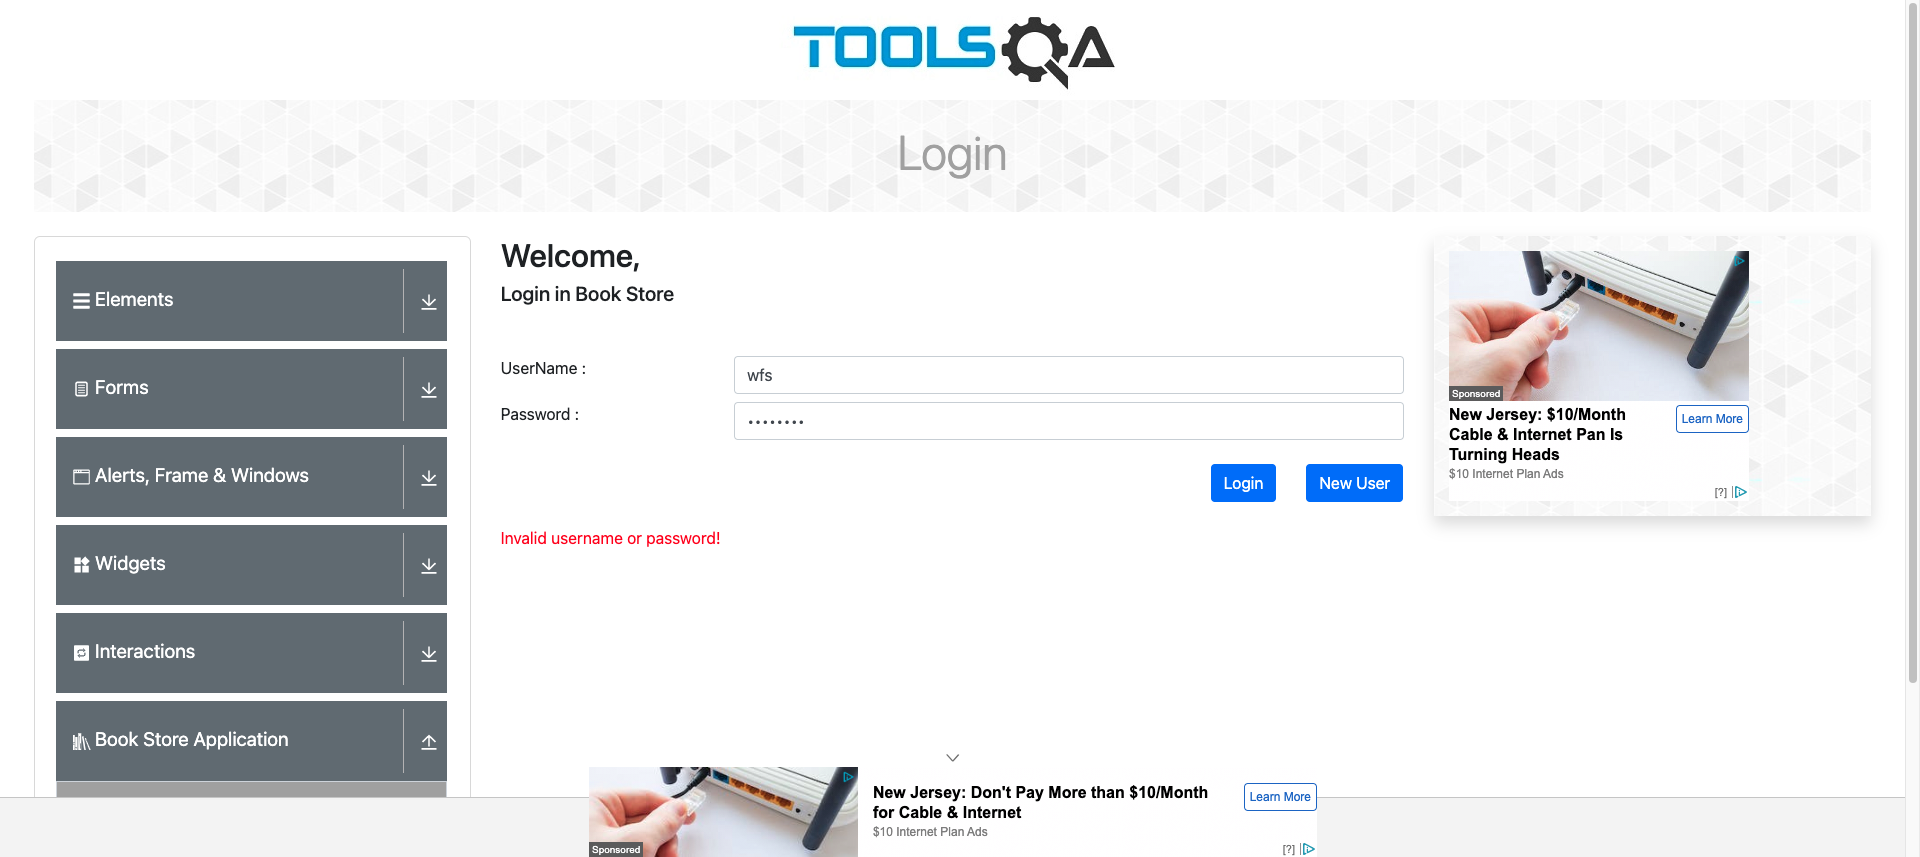 TOOLSQA
Login
Elements
Forms
Alerts, Frame & Windows
Widgets
Interactions
Book Store Application
Welcome,
Login in Book Store
UserName :
wfs
Password :
••••••••
Login
New User
Invalid username or password!
Sponsored
New Jersey: $10/Month
Cable & Internet Pan Is
Turning Heads
$10 Internet Plan Ads
Learn More
[?]
Sponsored
New Jersey: Don't Pay More than $10/Month
for Cable & Internet
$10 Internet Plan Ads
Learn More
[?]